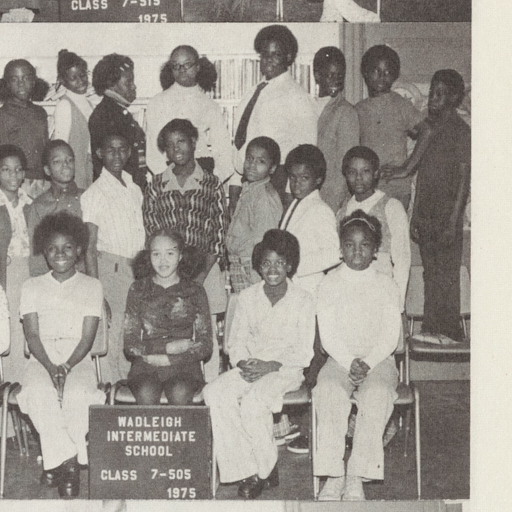 CLASS 7-515
1975
WADLEIGH
INTERMEDIATE
SCHOOL
CLASS 7-505
1975